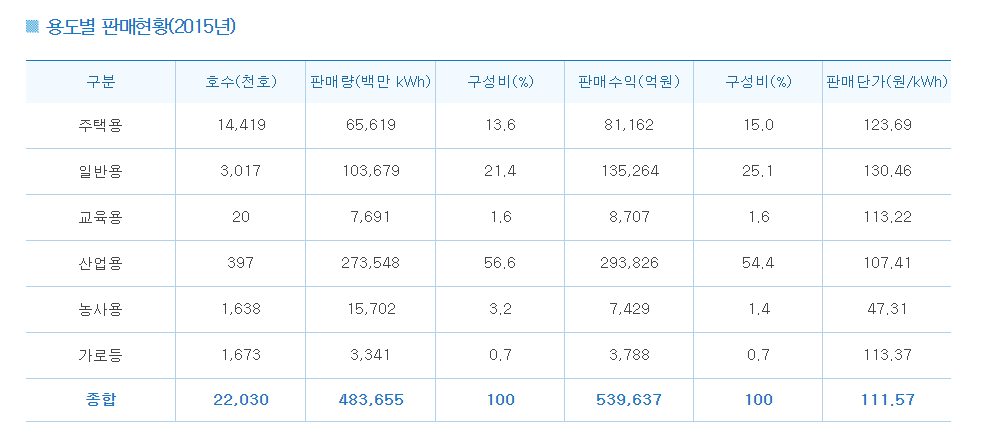 용도별 판매현황(2015년)
구분 호수(천호) 판매량(백만 kWh) 구성비(%) 판매수익(억원) 구성비(%) 판매단가(원/kWh)
주택용 14,419 65,619 13.6 81,162 15.0 123.69
일반용 3,017 103,679 21.4 135,264 25.1 130.46
교육용 20 7,691 1.6 8,707 1.6 113.22
산업용 397 273,548 56.6 293,826 54.4 107.41
농사용 1,638 15,702 3.2 7,429 1.4 47.31
가로등 1,673 3,341 0.7 3,788 0.7 113.37
종합 22,030 483,655 100 539,637 100 111.57